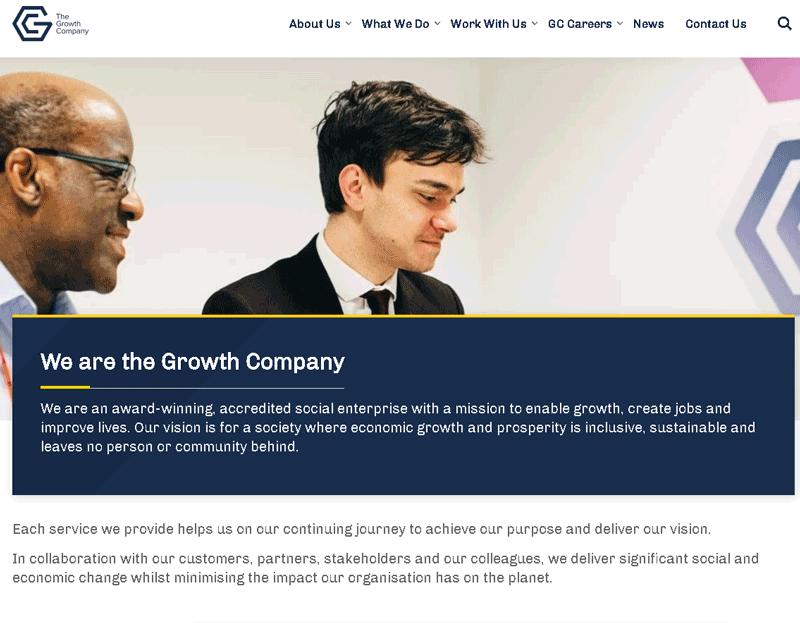 The
Growth
Company
About Us What We Do Work With Us GC Careers News Contact Us
We are the Growth Company
We are an award-winning, accredited social enterprise with a mission to enable growth, create jobs and
improve lives. Our vision is for a society where economic growth and prosperity is inclusive, sustainable and
leaves no person or community behind.
Each service we provide helps us on our continuing journey to achieve our purpose and deliver our vision.
In collaboration with our customers, partners, stakeholders and our colleagues, we deliver significant social and
economic change whilst minimising the impact our organisation has on the planet.